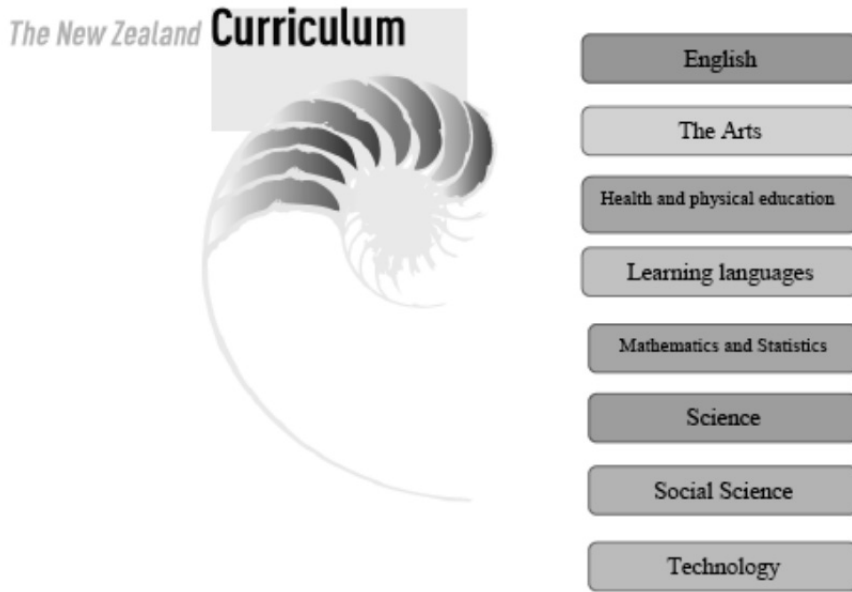 The New Zealand Curriculum
English
The Arts
Health and physical education
Learning languages
Mathematics and Statistics
Science
Social Science
Technology